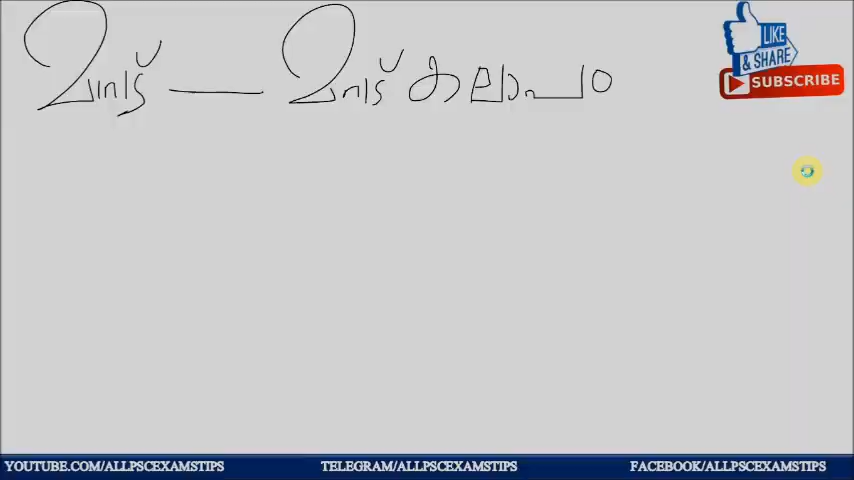 കലാപം
LIKE
& SHARE
SUBSCRIBE
YOUTUBE.COM/ALLPSCEXAMSTIPS TELEGRAM/ALLPSCEXAMSTIPS FACEBOOK/ALLPSCEXAMSTIPS